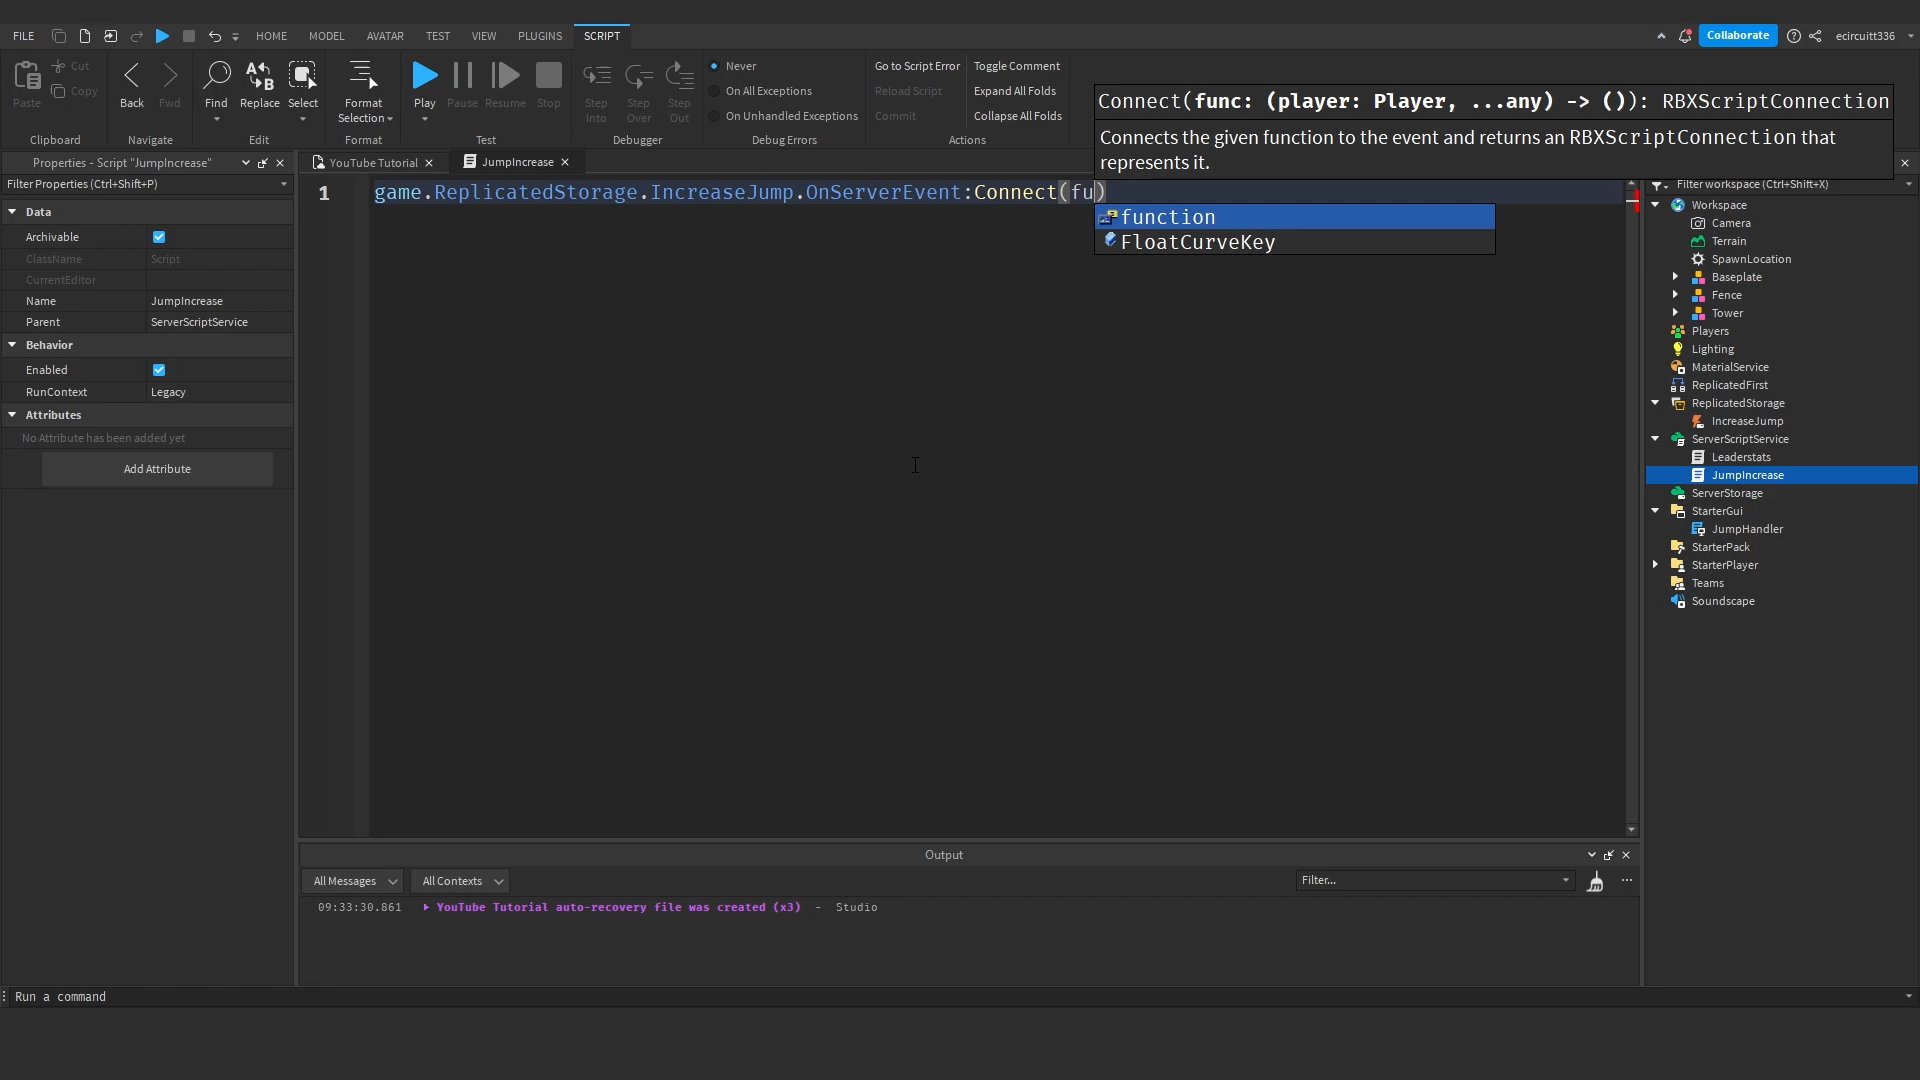 FILE HOME MODEL AVATAR TEST VIEW PLUGINS SCRIPT Collaborate ecircuitt336
Paste Cut Copy
Clipboard
Back Fwd
Navigate
Find Replace Select
Edit
Format Selection
Format
Play Pause Resume Stop
Test
Step Into Step Over Step Out
Debugger
Never
On All Exceptions
On Unhandled Exceptions
Debug Errors
Go to Script Error Toggle Comment
Reload Script Expand All Folds
Commit Collapse All Folds
Actions
Connect(func: (player: Player, ...any) -> ()): RBXScriptConnection
Connects the given function to the event and returns an RBXScriptConnection that
represents it.
Properties - Script "JumpIncrease"
Filter Properties (Ctrl+Shift+P)
Data
Archivable
ClassName Script
CurrentEditor
Name JumpIncrease
Parent ServerScriptService
Behavior
Enabled
RunContext Legacy
Attributes
No Attribute has been added yet
Add Attribute
YouTube Tutorial JumpIncrease
1 game.ReplicatedStorage.IncreaseJump.OnServerEvent:Connect(fu)
function
FloatCurveKey
Filter workspace (Ctrl+Shift+X)
Workspace
Camera
Terrain
SpawnLocation
Baseplate
Fence
Tower
Players
Lighting
MaterialService
ReplicatedFirst
ReplicatedStorage
IncreaseJump
ServerScriptService
Leaderstats
JumpIncrease
ServerStorage
StarterGui
JumpHandler
StarterPack
StarterPlayer
Teams
Soundscape
Output
All Messages All Contexts Filter...
09:33:30.861 YouTube Tutorial auto-recovery file was created (x3) - Studio
Run a command